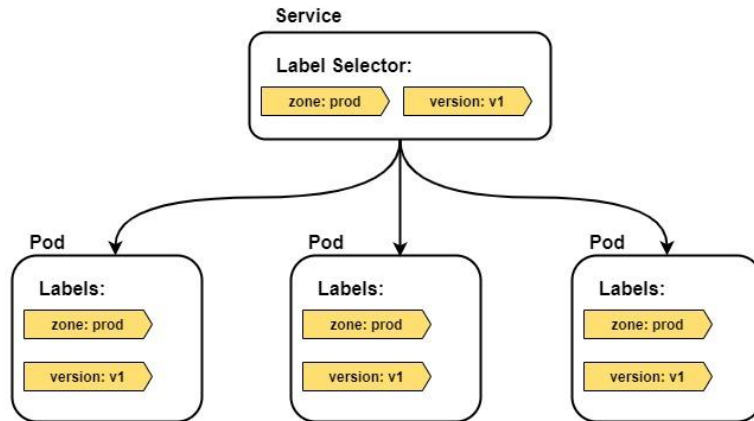 Service
Label Selector:
zone: prod version: v1
Pod Pod Pod
Labels: Labels: Labels:
zone: prod zone: prod zone: prod
version: v1 version: v1 version: v1